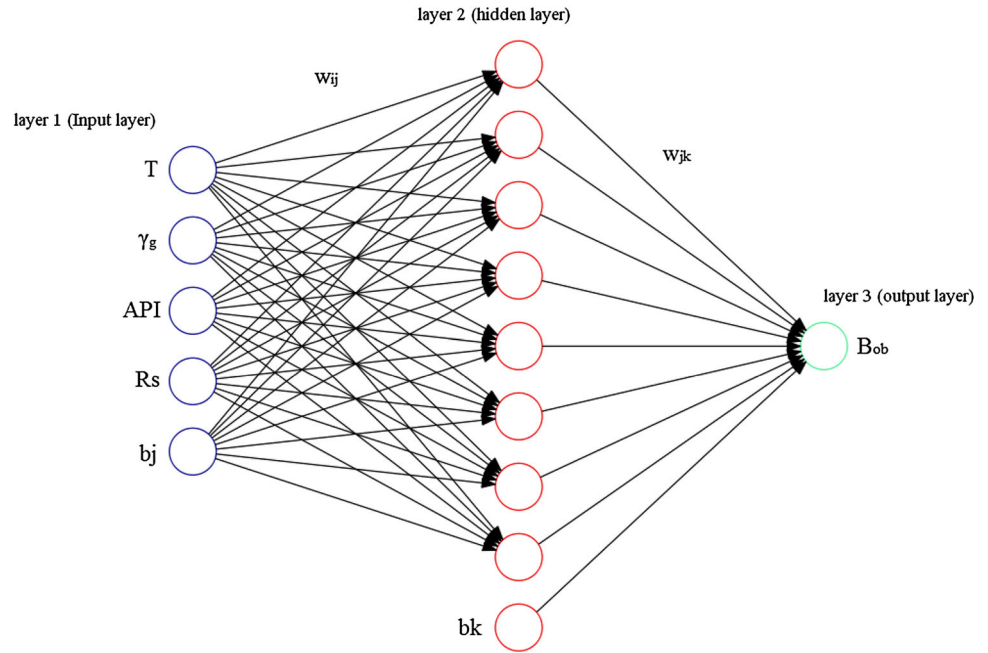 layer 2 (hidden layer)
Wij
layer 1 (Input layer)
T
Wjk
γg
layer 3 (output layer)
API
Bob
Rs
bj
bk